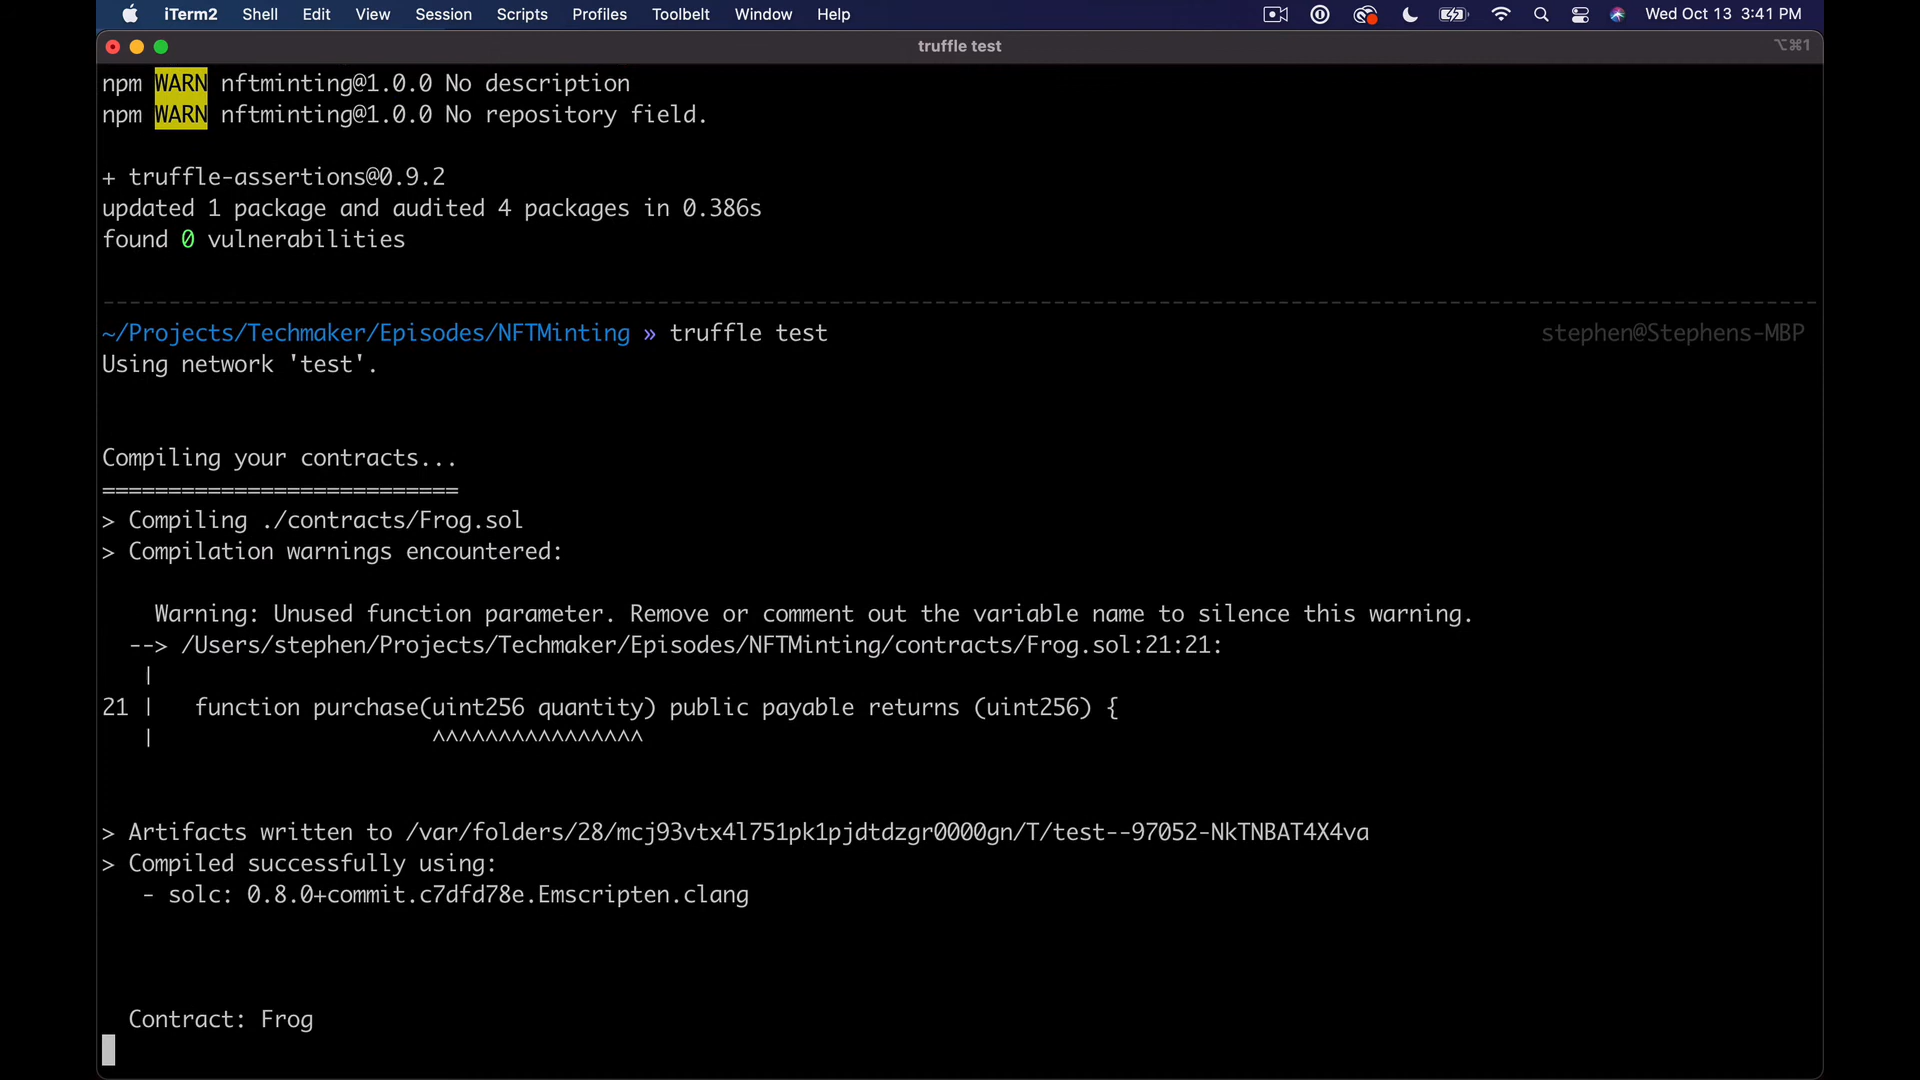 iTerm2 Shell Edit View Session Scripts Profiles Toolbelt Window Help Wed Oct 13 3:41 PM
truffle test ⌥⌘1
npm WARN nftminting@1.0.0 No description
npm WARN nftminting@1.0.0 No repository field.
+ truffle-assertions@0.9.2
updated 1 package and audited 4 packages in 0.386s
found 0 vulnerabilities
~/Projects/Techmaker/Episodes/NFTMinting » truffle test stephen@Stephens-MBP
Using network 'test'.
Compiling your contracts...
===========================
> Compiling ./contracts/Frog.sol
> Compilation warnings encountered:
Warning: Unused function parameter. Remove or comment out the variable name to silence this warning.
--> /Users/stephen/Projects/Techmaker/Episodes/NFTMinting/contracts/Frog.sol:21:21:
|
21 | function purchase(uint256 quantity) public payable returns (uint256) {
| ^^^^^^^^^^^^^^^^
> Artifacts written to /var/folders/28/mcj93vtx4l751pk1pjdtdzgr0000gn/T/test--97052-NkTNBAT4X4va
> Compiled successfully using:
- solc: 0.8.0+commit.c7dfd78e.Emscripten.clang
Contract: Frog